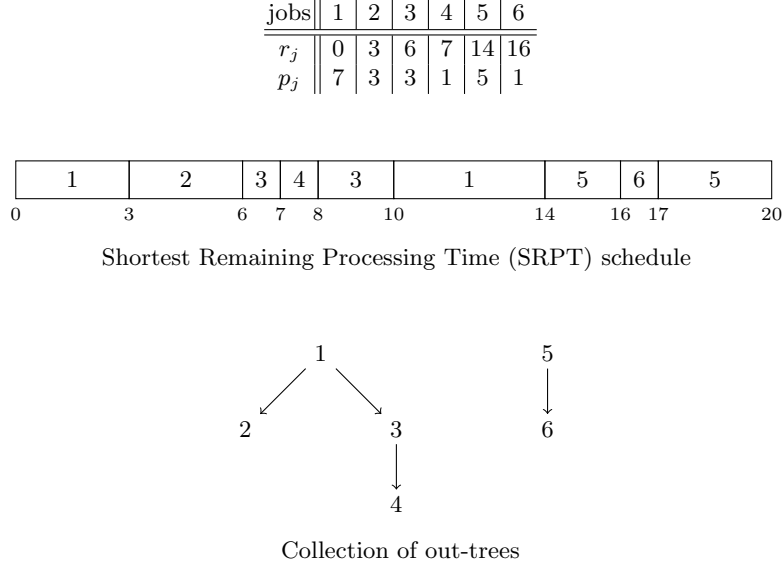 jobs 1 2 3 4 5 6
r_j 0 3 6 7 14 16
p_j 7 3 3 1 5 1
1 2 3 4 3 1 5 6 5
0 3 6 7 8 10 14 16 17 20
Shortest Remaining Processing Time (SRPT) schedule
1 5
2 3 6
4
Collection of out-trees